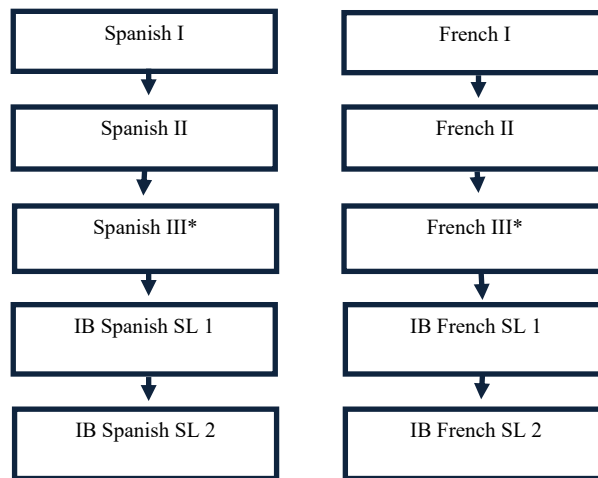 Spanish I
Spanish II
Spanish III*
IB Spanish SL 1
IB Spanish SL 2
French I
French II
French III*
IB French SL 1
IB French SL 2